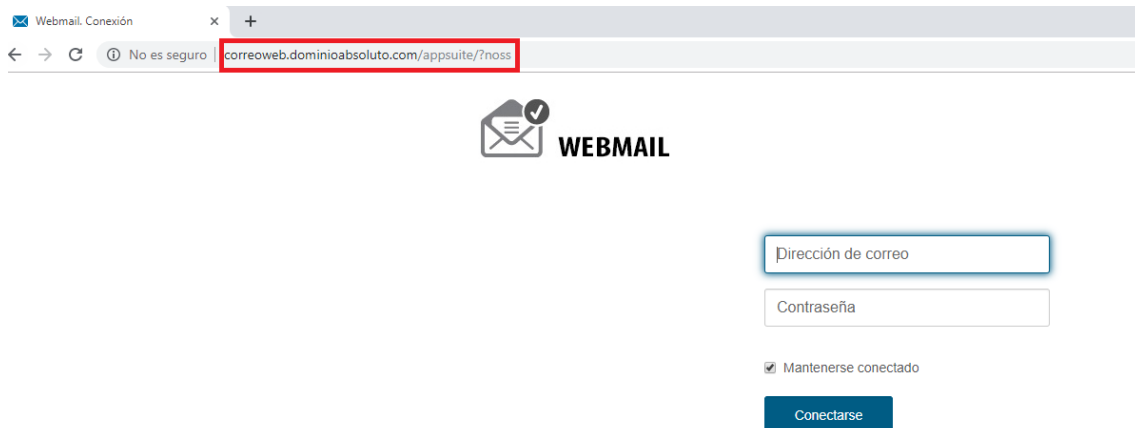 Webmail. Conexión
No es seguro | correoweb.dominioabsoluto.com/appsuite/?noss
WEBMAIL
Dirección de correo
Contraseña
Mantenerse conectado
Conectarse